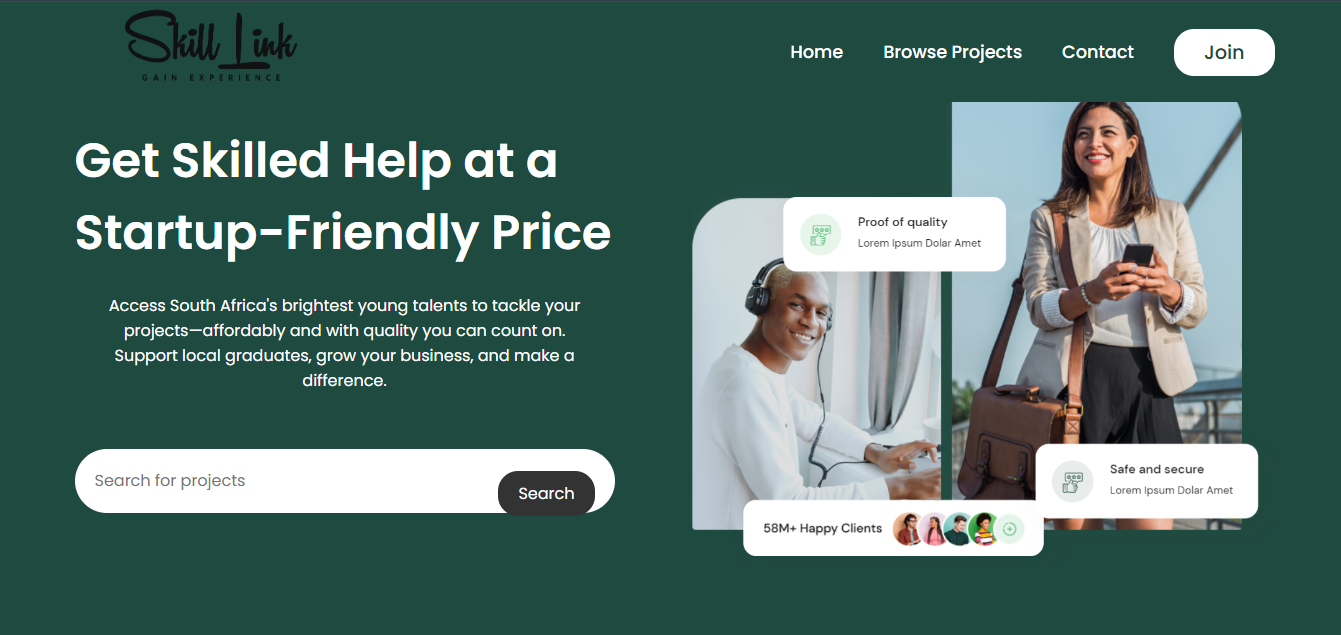 Skill Link
GAIN EXPERIENCE
Home
Browse Projects
Contact
Join
Get Skilled Help at a
Startup-Friendly Price
Access South Africa's brightest young talents to tackle your
projects—affordably and with quality you can count on.
Support local graduates, grow your business, and make a
difference.
Search for projects
Search
Proof of quality
Lorem Ipsum Dolar Amet
Safe and secure
Lorem Ipsum Dolar Amet
58M+ Happy Clients